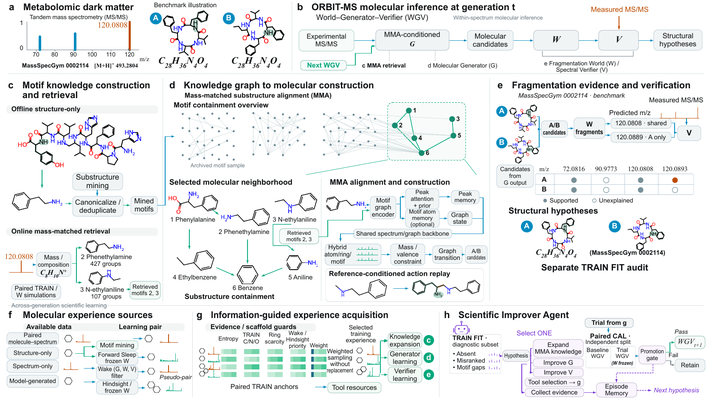 a Metabolomic dark matter
Tandem mass spectrometry (MS/MS)
120.0808
72
90
120
m/z
MassSpecGym 0002114
[M+H]⁺ 493.2804
Benchmark illustration
A
B
C28H36N4O4
C28H36N4O4
b ORBIT-MS molecular inference at generation t
World–Generator–Verifier (WGV)
Within-spectrum molecular inference
Measured MS/MS
Experimental MS/MS
MMA-conditioned G
Molecular candidates
W
V
Structural hypotheses
Next WGV
c MMA retrieval
d Molecular Generator (G)
e Fragmentation World (W) / Spectral Verifier (V)
c Motif knowledge construction and retrieval
Offline structure-only
Substructure mining
Canonicalize / deduplicate
Mined motifs
Online mass-matched retrieval
120.0808
Mass / composition
C8H10N⁺
Paired TRAIN / W simulations
2 Phenethylamine
427 groups
3 N-ethylaniline
107 groups
Retrieved motifs 2, 3
Across-generation scientific learning
d Knowledge graph to molecular construction
Mass-matched substructure alignment (MMA)
Motif containment overview
Archived motif sample
1
2
3
4
5
6
Selected molecular neighborhood
1 Phenylalanine
2 Phenethylamine
3 N-ethylaniline
4 Ethylbenzene
6 Benzene
5 Aniline
Substructure containment
MMA alignment and construction
Retrieved motifs 2, 3
Motif graph encoder
Peak attention + prior
Motif atom memory (optional)
Peak memory
Graph state
Shared spectrum/graph backbone
Hybrid atom/ring/ motif
Mass / valence constraint
Graph transition
A/B candidates
Reference-conditioned action replay
e Fragmentation evidence and verification
MassSpecGym 0002114 · benchmark
Measured MS/MS
Predicted m/z
A
B
A/B candidates
W fragments
120.0808 · shared
120.0889 · A only
V
Candidates from G output
m/z 72.0816 90.9773 120.0808 120.0893
A
B
Supported
Unexplained
Structural hypotheses
A
B
C28H36N4O4
(MassSpecGym 0002114)
Separate TRAIN FIT audit
f Molecular experience sources
Available data
Learning pair
Paired molecule–spectrum
Structure-only
Spectrum-only
Model-generated
Motif mining
Forward Sleep frozen W
Wake (G, W, V) filter
Hindsight / frozen W
Pseudo-pair
g Information-guided experience acquisition
Evidence / scaffold guards
Entropy
TRAIN C/N/O
Ring scarcity
Wake / Hindsight priority
Weight
Weighted sampling without replacement
Selected training experience
Knowledge expansion
c
Generator learning
d
Verifier learning
e
Paired TRAIN anchors
Tool resources
h Scientific Improver Agent
TRAIN FIT · diagnostic subset
• Absent
• Misranked
• Motif gaps
Hypothesis
Select ONE
Expand MMA knowledge
Improve G
Improve V
Tool selection → g
Collect evidence
Trial from g
Paired CAL · Independent split
Baseline WGV
Trial WGV
(W frozen)
Promotion gate
Pass
WGV t+1
Fail
Retain
Episode Memory
Next hypothesis